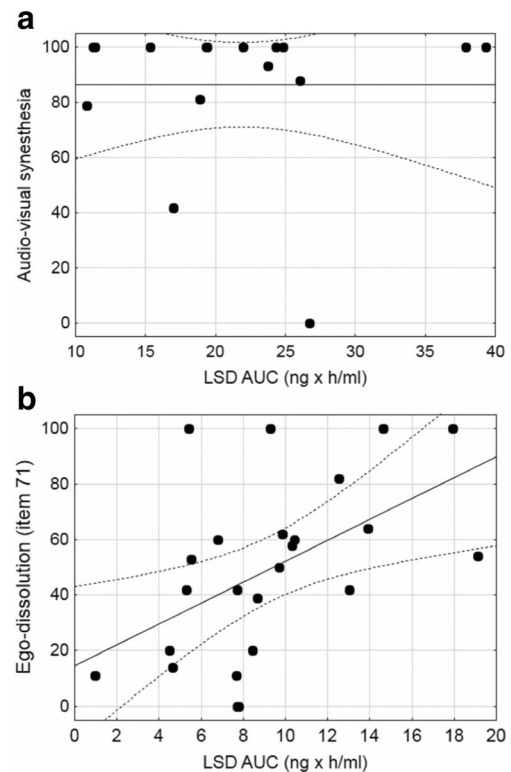 a
100
80
60
40
20
0
Audio-visual synesthesia
10 15 20 25 30 35 40
LSD AUC (ng x h/ml)
b
100
80
60
40
20
0
Ego-dissolution (item 71)
0 2 4 6 8 10 12 14 16 18 20
LSD AUC (ng x h/ml)